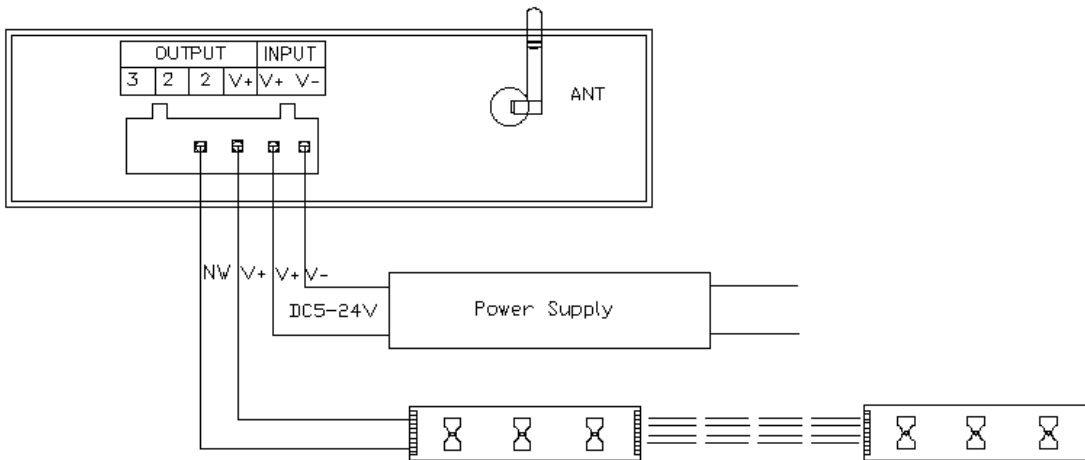 OUTPUT INPUT
3 2 2 V+ V+ V-
ANT
NW V+ V+ V-
DC5-24V
Power Supply